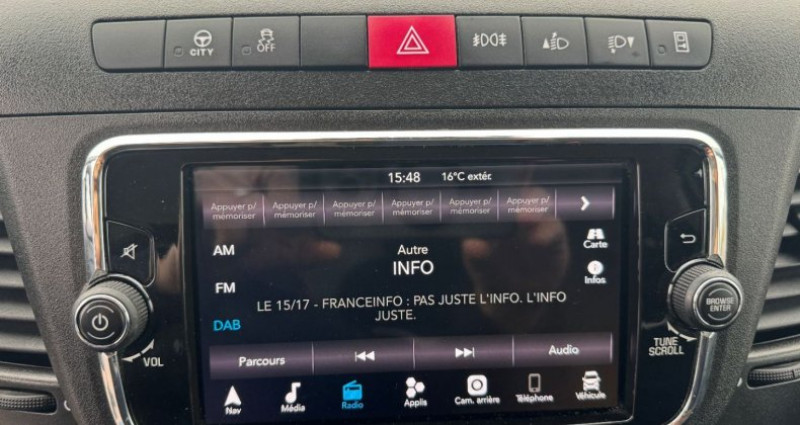 CITY OFF
15:48 16°C extér.
Appuyer p/ mémoriser Appuyer p/ mémoriser Appuyer p/ mémoriser Appuyer p/ mémoriser Appuyer p/ mémoriser Appuyer p/ mémoriser
AM
Autre
Carte
INFO
FM
Infos
LE 15/17 - FRANCEINFO : PAS JUSTE L'INFO. L'INFO
JUSTE.
DAB
BROWSE
ENTER
VOL
TUNE
SCROLL
Parcours Audio
Nav Média Radio Applis Cam. arrière Téléphone Véhicule